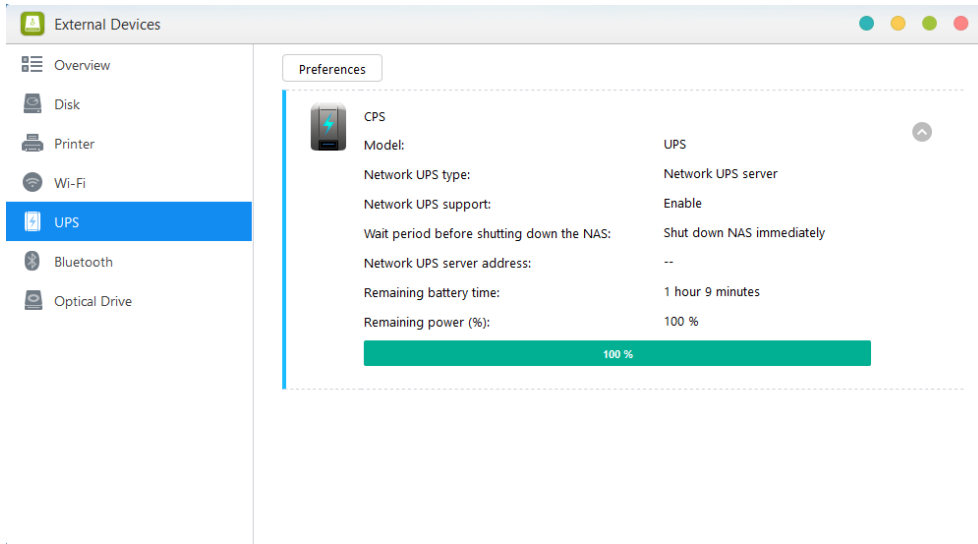 External Devices
Overview
Disk
Printer
Wi-Fi
UPS
Bluetooth
Optical Drive
Preferences
CPS
Model: UPS
Network UPS type: Network UPS server
Network UPS support: Enable
Wait period before shutting down the NAS: Shut down NAS immediately
Network UPS server address: --
Remaining battery time: 1 hour 9 minutes
Remaining power (%): 100 %
100 %